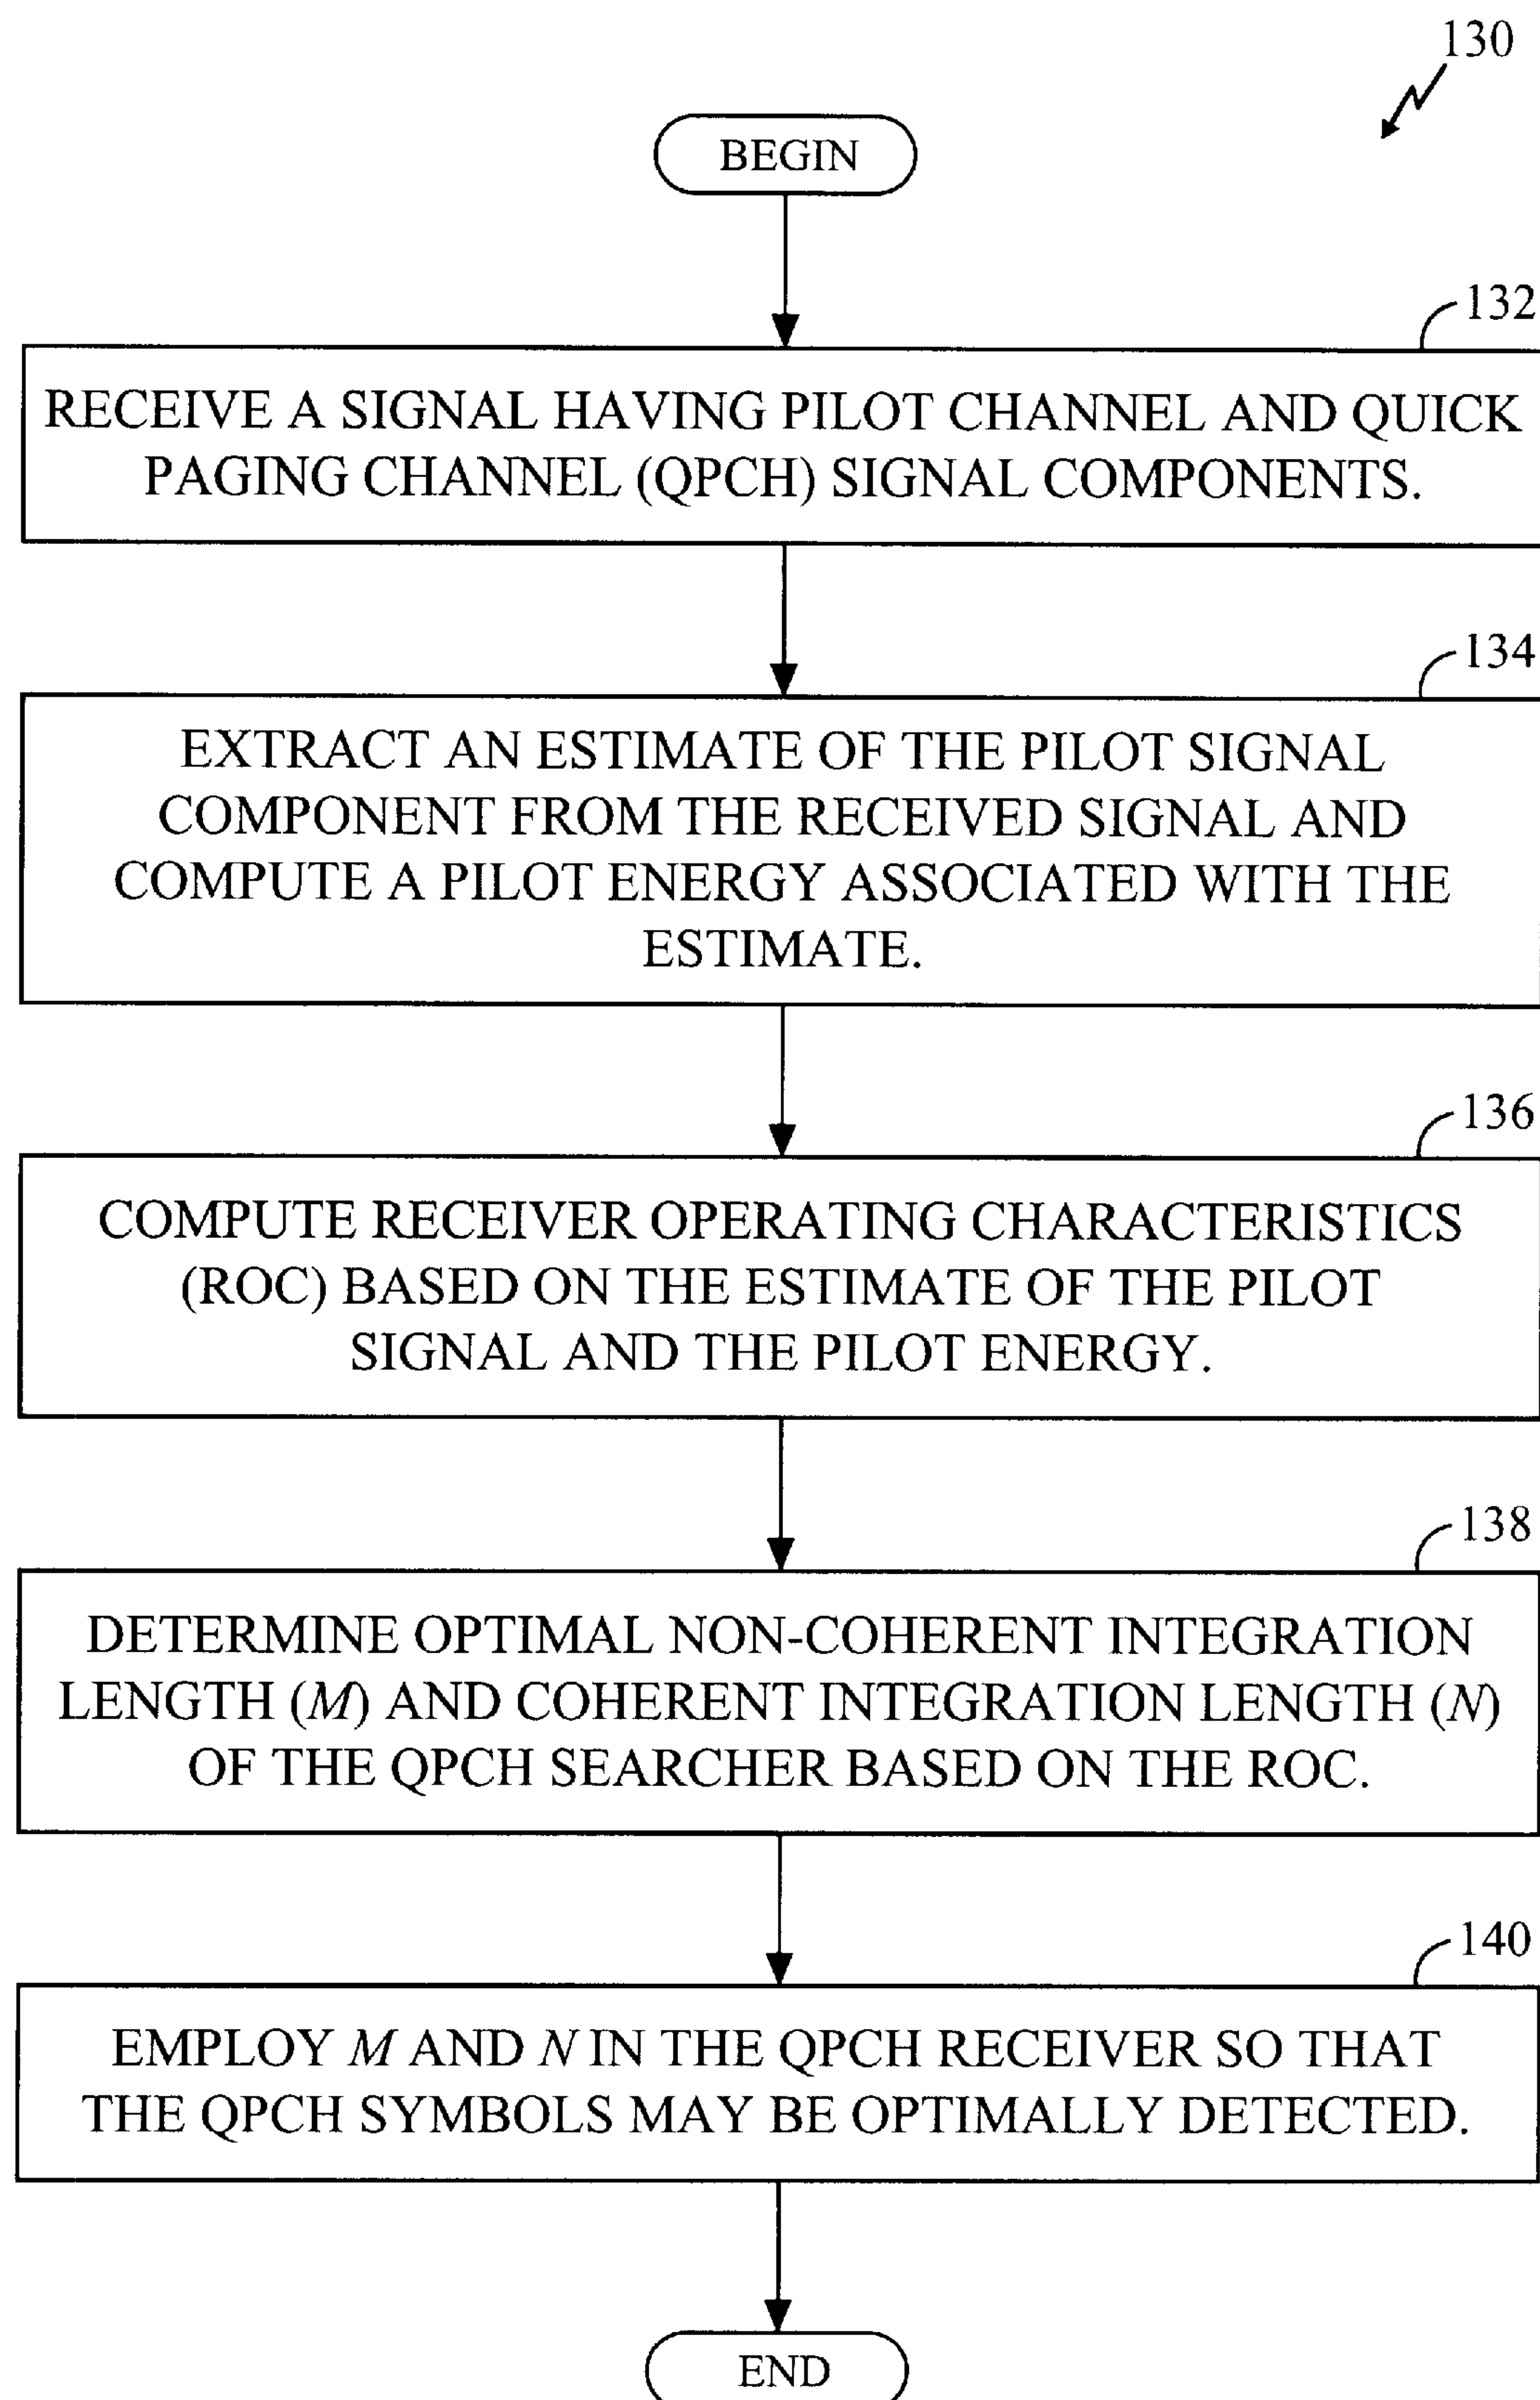 130
BEGIN
132
RECEIVE A SIGNAL HAVING PILOT CHANNEL AND QUICK
PAGING CHANNEL (QPCH) SIGNAL COMPONENTS.
134
EXTRACT AN ESTIMATE OF THE PILOT SIGNAL
COMPONENT FROM THE RECEIVED SIGNAL AND
COMPUTE A PILOT ENERGY ASSOCIATED WITH THE
ESTIMATE.
136
COMPUTE RECEIVER OPERATING CHARACTERISTICS
(ROC) BASED ON THE ESTIMATE OF THE PILOT
SIGNAL AND THE PILOT ENERGY.
138
DETERMINE OPTIMAL NON-COHERENT INTEGRATION
LENGTH (M) AND COHERENT INTEGRATION LENGTH (N)
OF THE QPCH SEARCHER BASED ON THE ROC.
140
EMPLOY M AND N IN THE QPCH RECEIVER SO THAT
THE QPCH SYMBOLS MAY BE OPTIMALLY DETECTED.
END